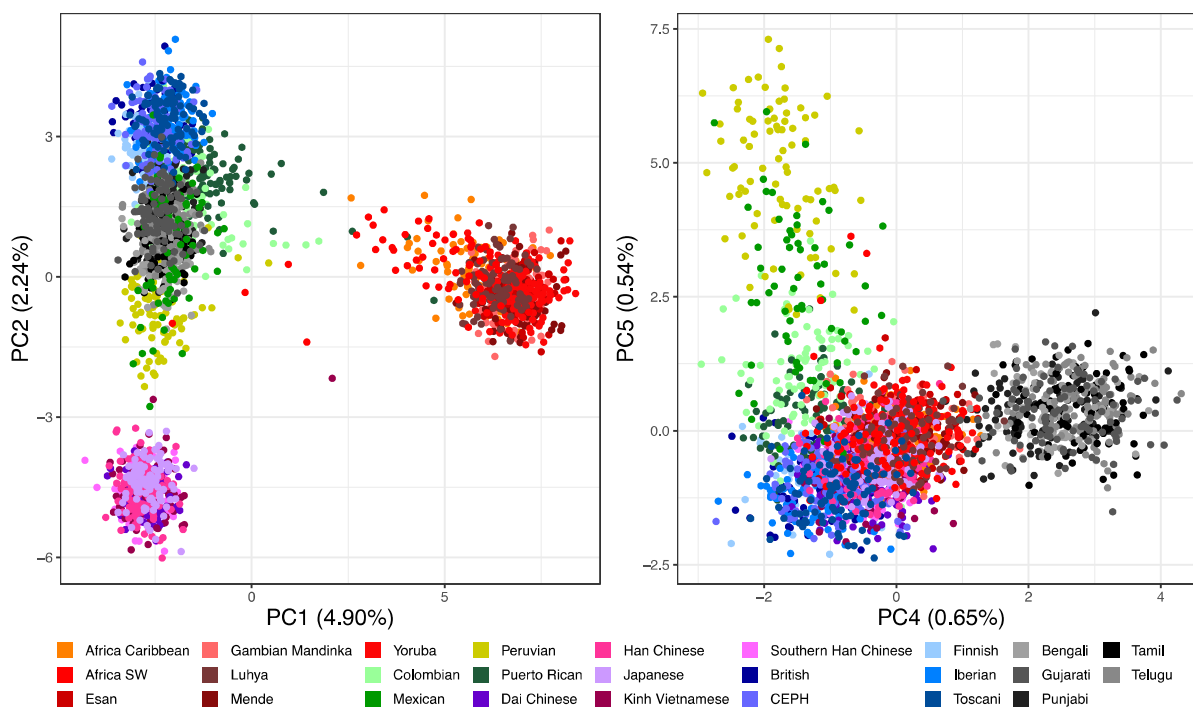 3
0
−3
−6
PC2 (2.24%)
0
5
PC1 (4.90%)
7.5
5.0
2.5
0.0
−2.5
PC5 (0.54%)
−2
0
2
4
PC4 (0.65%)
Africa Caribbean Gambian Mandinka Yoruba Peruvian Han Chinese Southern Han Chinese Finnish Bengali Tamil
Africa SW Luhya Colombian Puerto Rican Japanese British Iberian Gujarati Telugu
Esan Mende Mexican Dai Chinese Kinh Vietnamese CEPH Toscani Punjabi